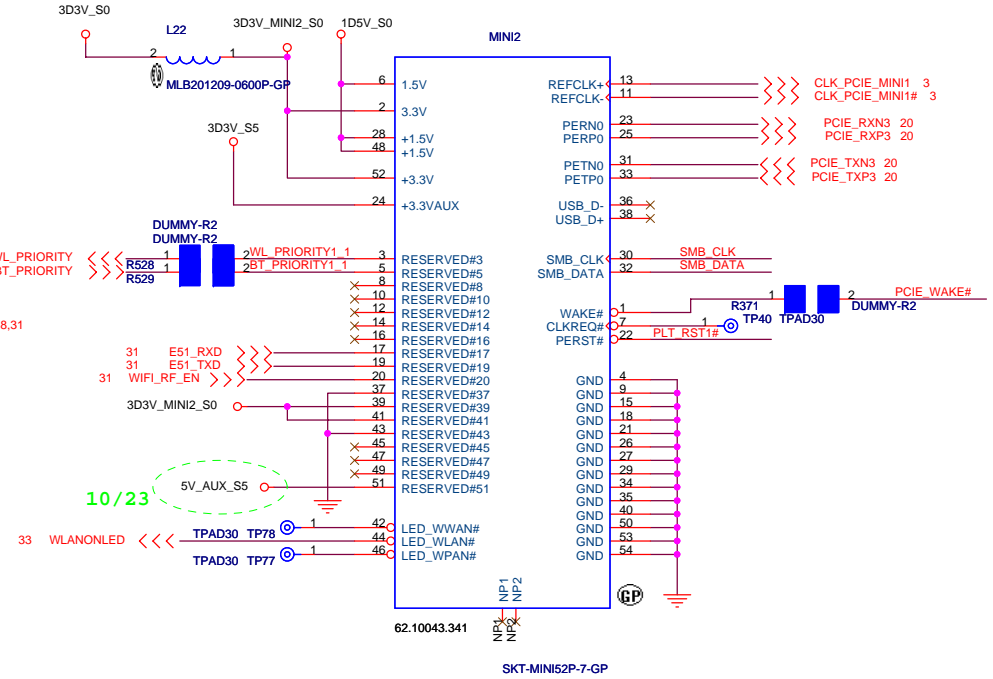 3D3V_S0
L22
3D3V_MINI2_S0
1D5V_S0
MINI2
2
1
MLB201209-0600P-GP
6 1.5V
2 3.3V
3D3V_S5
28 +1.5V
48 +1.5V
52 +3.3V
24 +3.3VAUX
REFCLK+ 13 CLK_PCIE_MINI1 3
REFCLK- 11 CLK_PCIE_MINI1# 3
PERN0 23 PCIE_RXN3 20
PERP0 25 PCIE_RXP3 20
PETN0 31 PCIE_TXN3 20
PETP0 33 PCIE_TXP3 20
USB_D- 36
USB_D+ 38
DUMMY-R2
DUMMY-R2
WL_PRIORITY 1 2 WL_PRIORITY1_1 3 RESERVED#3
R528
BT_PRIORITY 1 2 BT_PRIORITY1_1 5 RESERVED#5
R529
8 RESERVED#8
10 RESERVED#10
12 RESERVED#12
8,31
14 RESERVED#14
16 RESERVED#16
31 E51_RXD 17 RESERVED#17
31 E51_TXD 19 RESERVED#19
31 WIFI_RF_EN 20 RESERVED#20
37 RESERVED#37
3D3V_MINI2_S0 39 RESERVED#39
41 RESERVED#41
43 RESERVED#43
45 RESERVED#45
47 RESERVED#47
49 RESERVED#49
10/23 5V_AUX_S5 51 RESERVED#51
TPAD30 TP78 1 42 LED_WWAN#
33 WLANONLED 44 LED_WLAN#
TPAD30 TP77 1 46 LED_WPAN#
SMB_CLK 30 SMB_CLK
SMB_DATA 32 SMB_DATA
WAKE# 1 R371 1 2 PCIE_WAKE#
DUMMY-R2
CLKREQ# 7 1 TP40 TPAD30
PERST# 22 PLT_RST1#
GND 4
GND 9
GND 15
GND 18
GND 21
GND 26
GND 27
GND 29
GND 34
GND 35
GND 40
GND 50
GND 53
GND 54
NP1
NP2
GP
62.10043.341
NP1
NP2
SKT-MINI52P-7-GP